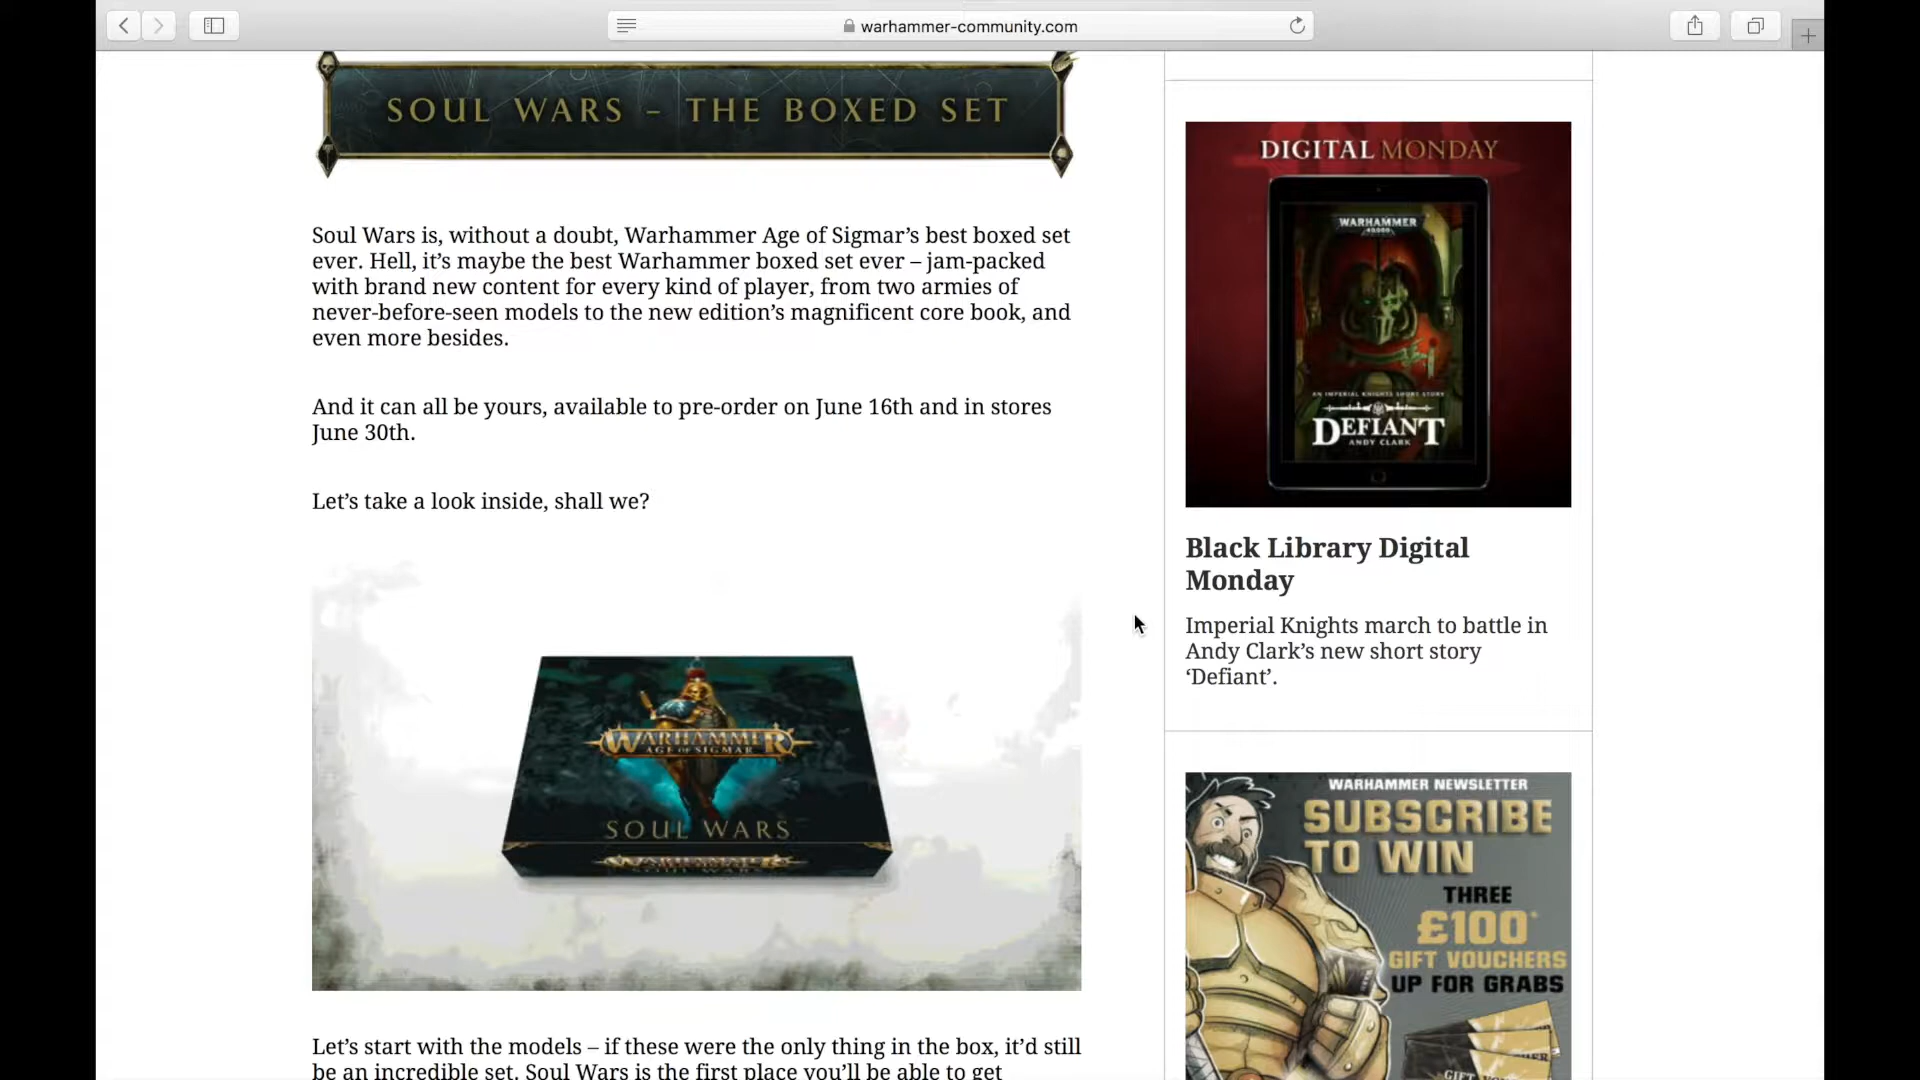 warhammer-community.com
SOUL WARS – THE BOXED SET
Soul Wars is, without a doubt, Warhammer Age of Sigmar’s best boxed set
ever. Hell, it’s maybe the best Warhammer boxed set ever – jam-packed
with brand new content for every kind of player, from two armies of
never-before-seen models to the new edition’s magnificent core book, and
even more besides.
And it can all be yours, available to pre-order on June 16th and in stores
June 30th.
Let’s take a look inside, shall we?
WARHAMMER
AGE OF SIGMAR
SOUL WARS
WARHAMMER
Let’s start with the models – if these were the only thing in the box, it’d still
be an incredible set. Soul Wars is the first place you’ll be able to get
DIGITAL MONDAY
WARHAMMER
40,000
AN IMPERIAL KNIGHTS SHORT STORY
DEFIANT
ANDY CLARK
Black Library Digital
Monday
Imperial Knights march to battle in
Andy Clark’s new short story
‘Defiant’.
WARHAMMER NEWSLETTER
SUBSCRIBE
TO WIN
THREE
£100*
GIFT VOUCHERS
UP FOR GRABS